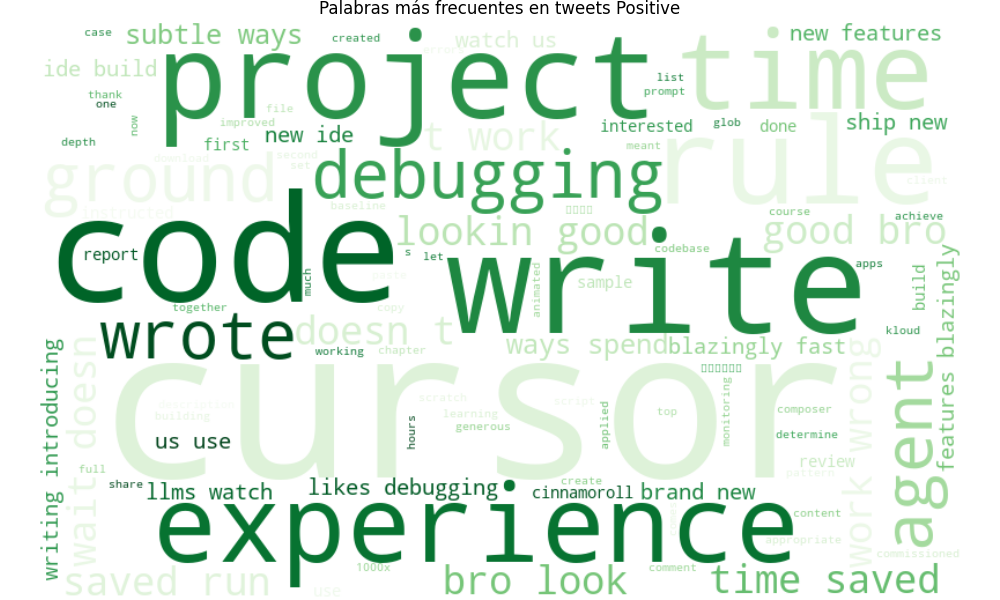 Palabras más frecuentes en tweets Positive
case
subtle ways
created
watch us
new features
ide build
project
time
list
prompt
thank
one
now
file
improved
new ide
first
t work
interested
glob
done
ship new
depth
meant
download
second
set
debugging
rule
ground
client
baseline
course
achieve
code
lookin good
good bro
codebase
report
s
let
write
apps
much
animated
sample
build
together
copy
wrote
doesn t
kloud
working
chapter
ways spend
blazingly fast
features blazingly
cursor
agent
writing introducing
wait doesn
work wrong
description
building
scratch
learning
generous
script
top
applied
monitoring
composer
determine
us use
hours
review
pattern
full
share
llms watch
likes debugging
create
cinnamoroll
brand new
experience
content
appropriate
commissioned
saved run
1000x
use
bro look
comment
time saved